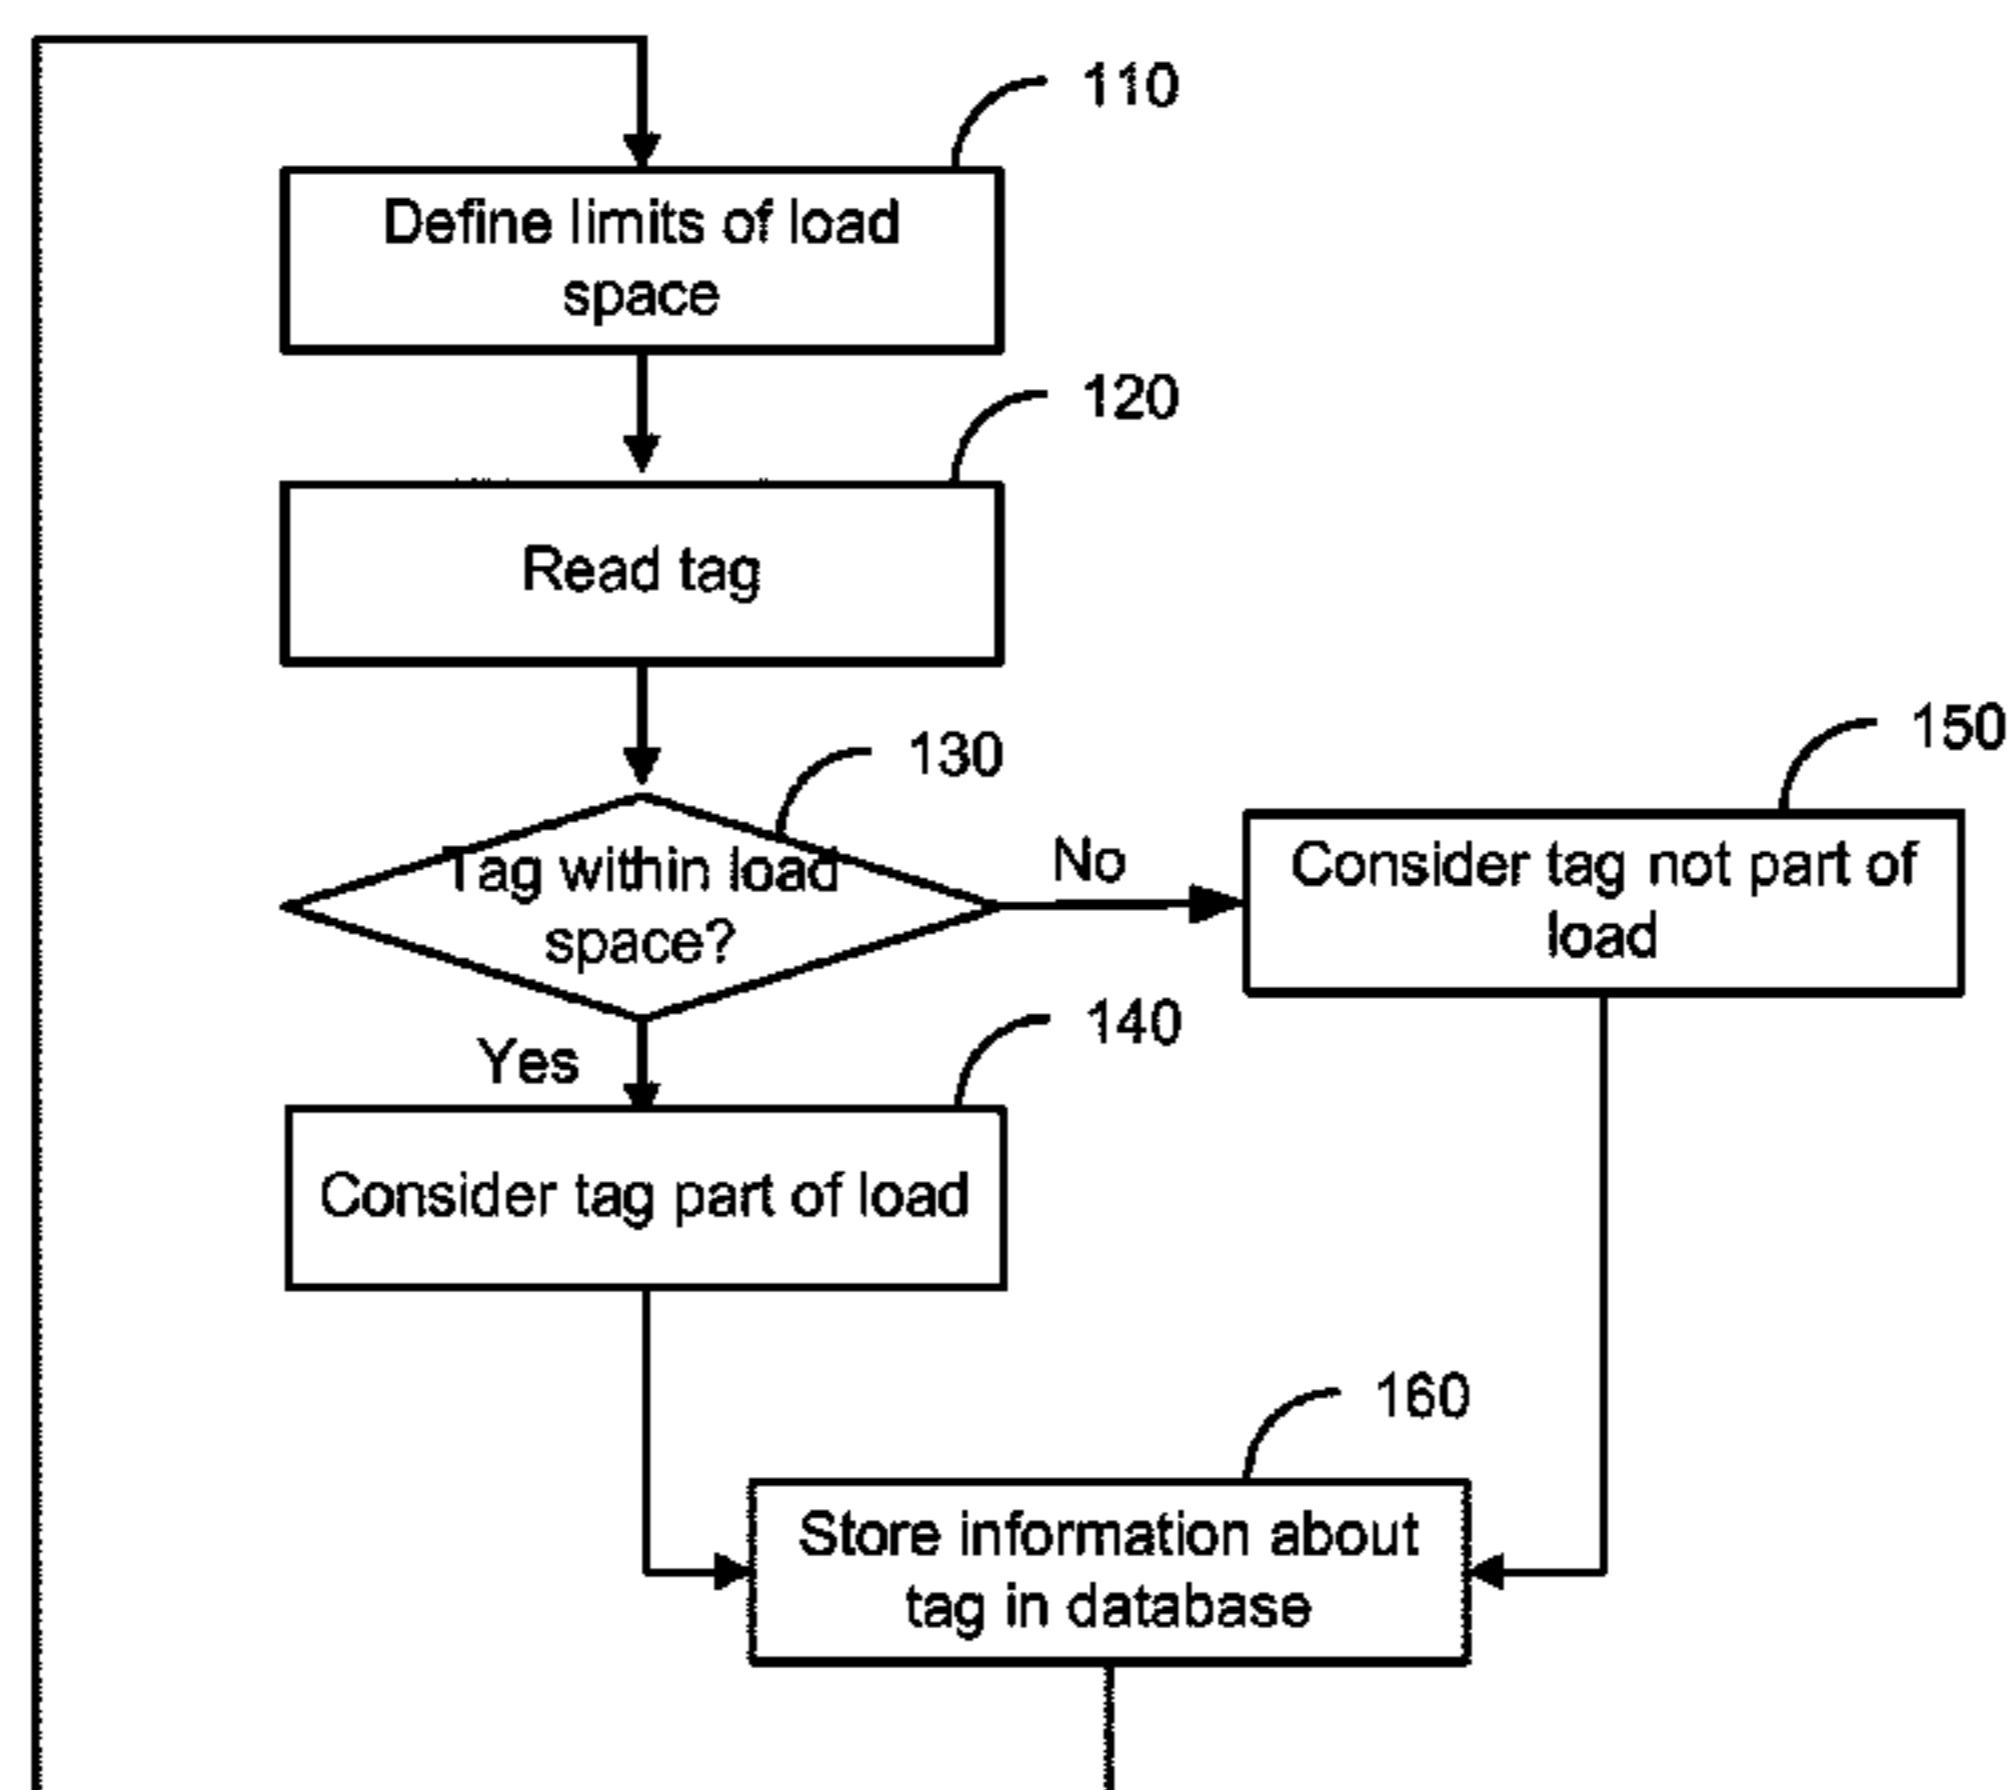 110
Define limits of load
space
120
Read tag
130
Tag within load
space?
No
150
Consider tag not part of
load
Yes
140
Consider tag part of load
160
Store information about
tag in database